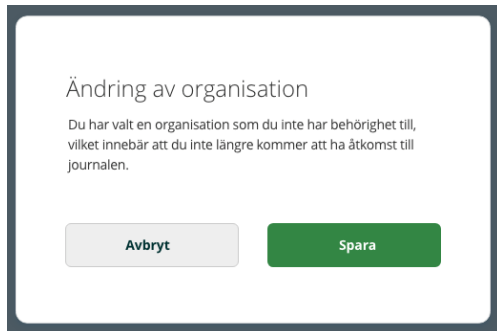 Ändring av organisation
Du har valt en organisation som du inte har behörighet till,
vilket innebär att du inte längre kommer att ha åtkomst till
journalen.
Avbryt
Spara